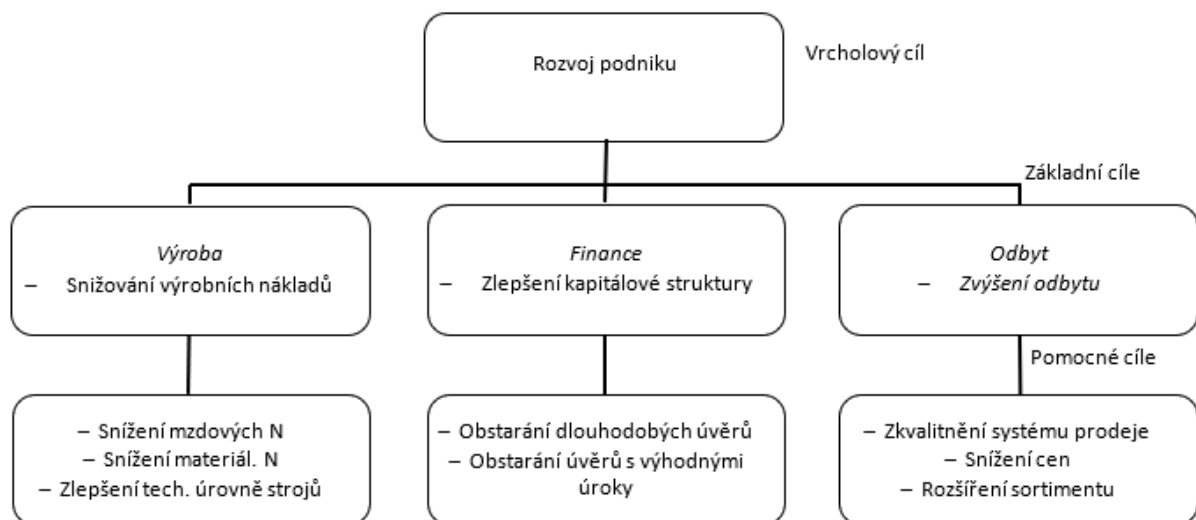 Rozvoj podniku
Vrcholový cíl
Základní cíle
Výroba
– Snižování výrobních nákladů
Finance
– Zlepšení kapitálové struktury
Odbyt
– Zvýšení odbytu
Pomocné cíle
– Snížení mzdových N
– Snížení materiál. N
– Zlepšení tech. úrovně strojů
– Obstarání dlouhodobých úvěrů
– Obstarání úvěrů s výhodnými
úroky
– Zkvalitnění systému prodeje
– Snížení cen
– Rozšíření sortimentu